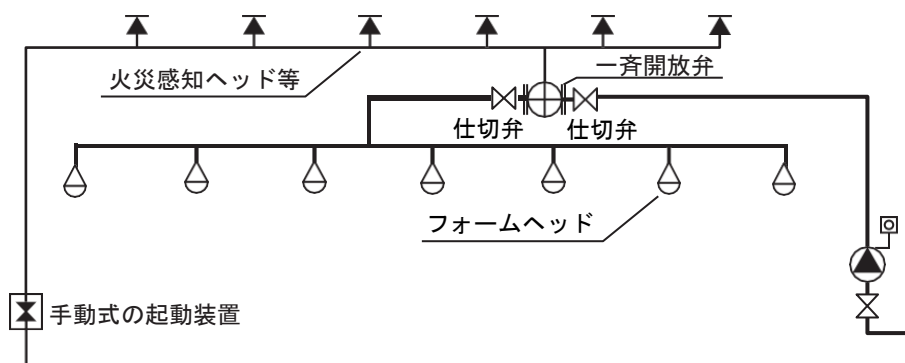 火災感知ヘッド等
一斉開放弁
仕切弁
仕切弁
フォームヘッド
手動式の起動装置